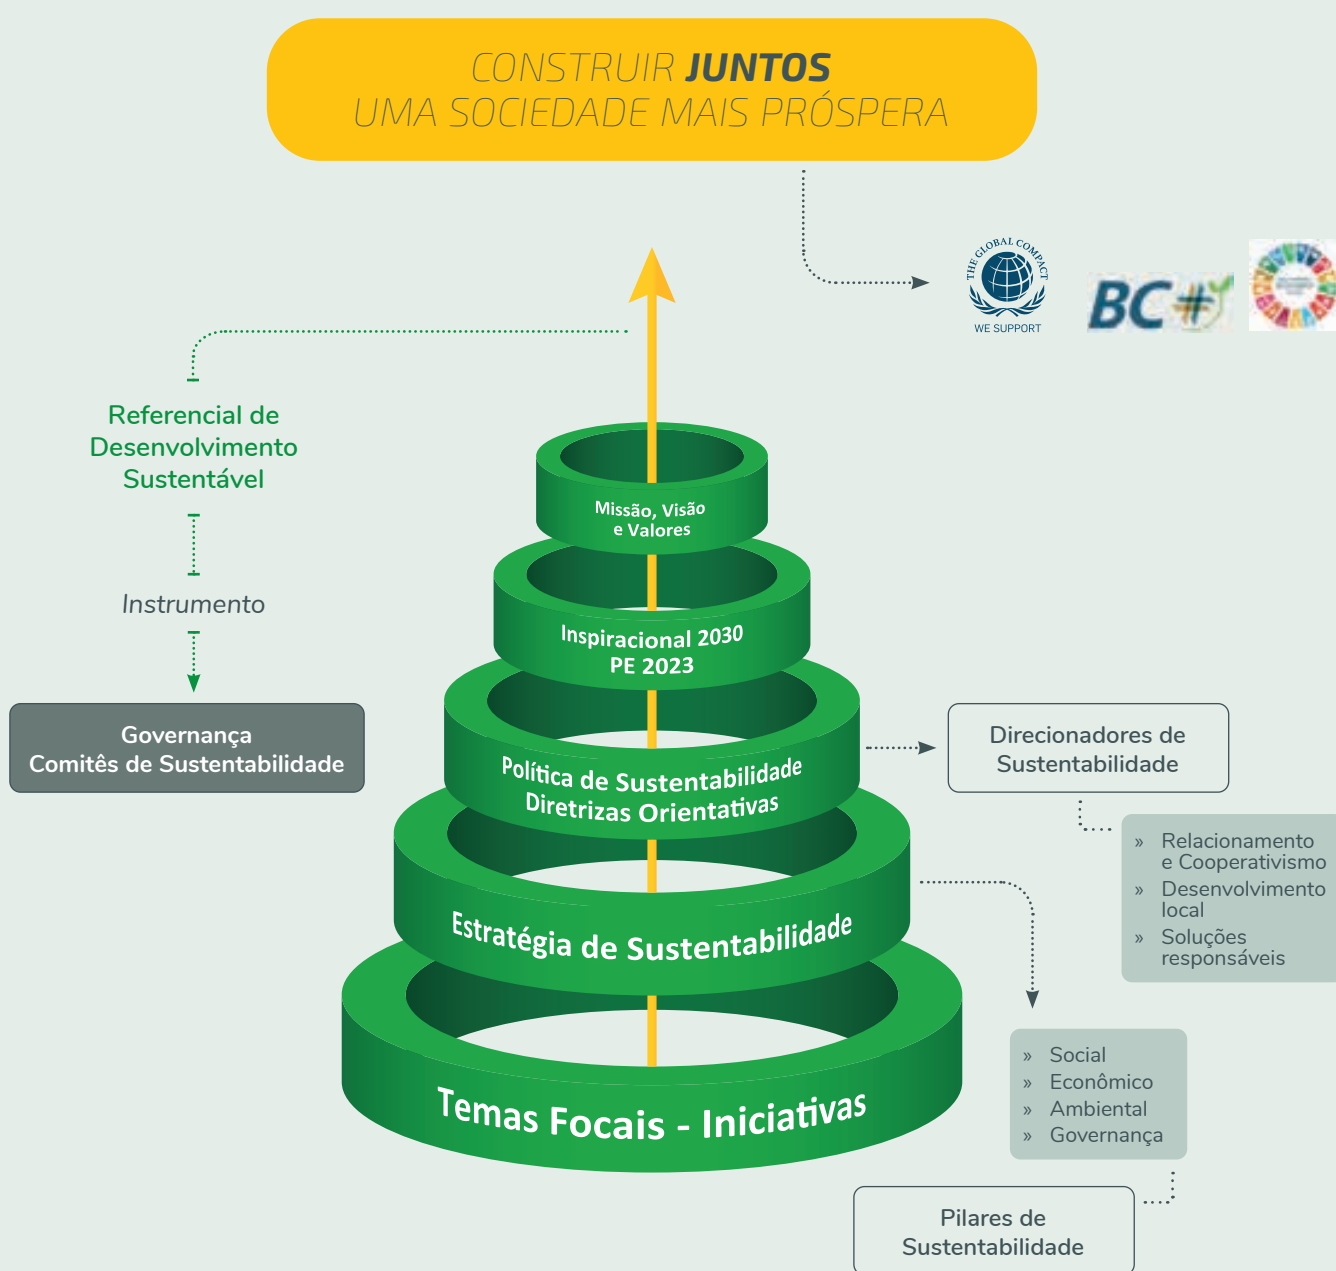 CONSTRUIR JUNTOS
UMA SOCIEDADE MAIS PRÓSPERA
THE GLOBAL COMPACT
WE SUPPORT
BC#
Referencial de
Desenvolvimento
Sustentável
Instrumento
Governança
Comitês de Sustentabilidade
Missão, Visão
e Valores
Inspiracional 2030
PE 2023
Política de Sustentabilidade
Diretrizas Orientativas
Estratégia de Sustentabilidade
Temas Focais - Iniciativas
Direcionadores de
Sustentabilidade
» Relacionamento
e Cooperativismo
» Desenvolvimento
local
» Soluções
responsáveis
» Social
» Econômico
» Ambiental
» Governança
Pilares de
Sustentabilidade